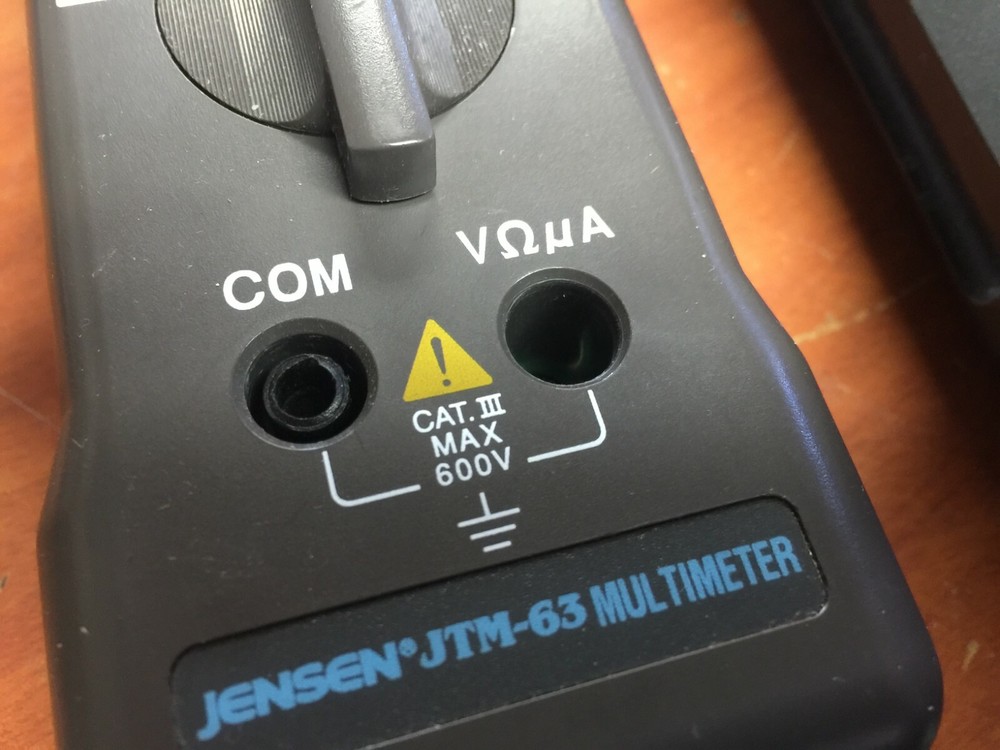 COM
VΩμA
CAT. III
MAX
600V
JENSEN® JTM-63 MULTIMETER